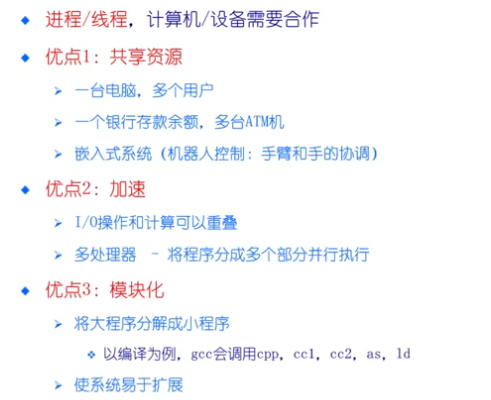 进程/线程，计算机/设备需要合作
优点1：共享资源
一台电脑，多个用户
一个银行存款余额，多台ATM机
嵌入式系统（机器人控制：手臂和手的协调）
优点2：加速
I/O操作和计算可以重叠
多处理器 – 将程序分成多个部分并行执行
优点3：模块化
将大程序分解成小程序
以编译为例，gcc会调用cpp，cc1，cc2，as，ld
使系统易于扩展